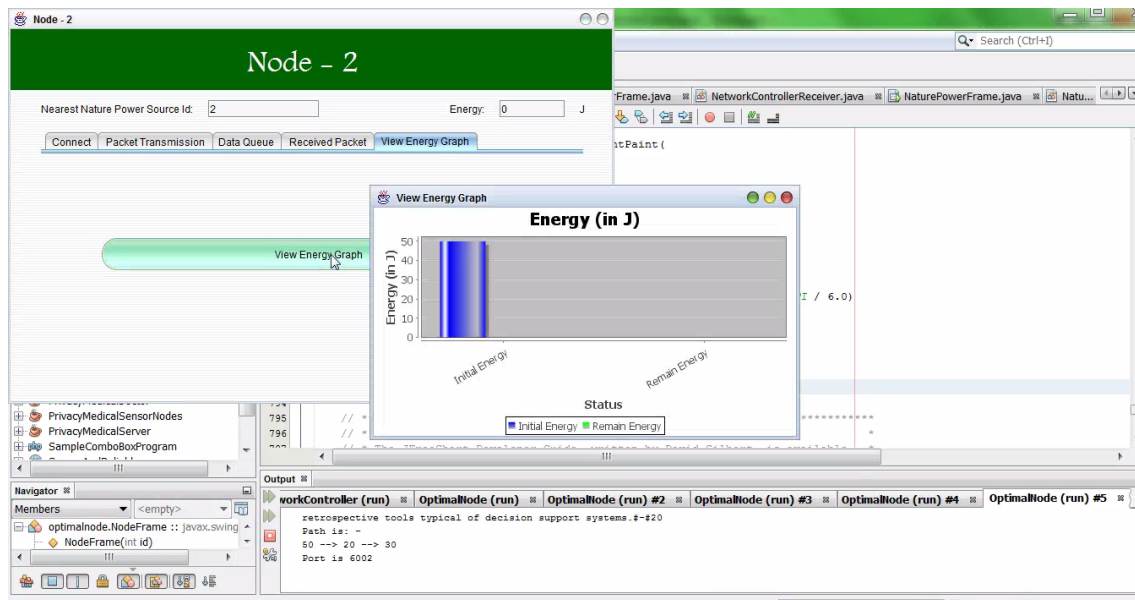 Node - 2
Search (Ctrl+I)
Node - 2
Nearest Nature Power Source Id: 2
Energy: 0 J
Connect
Packet Transmission
Data Queue
Received Packet
View Energy Graph
Frame.java
NetworkControllerReceiver.java
NaturePowerFrame.java
Natu...
ntPaint(
View Energy Graph
View Energy Graph
Energy (in J)
Energy (in J)
50
40
30
20
10
0
Initial Energy
Remain Energy
Status
Initial Energy
Remain Energy
/ 6.0)
PrivacyMedicalSensorNodes
PrivacyMedicalServer
SampleComboBoxProgram
795 // *
796 // * *
Navigator
Members
<empty>
optimalnode.NodeFrame :: javax.swing
NodeFrame(int id)
Output
workController (run)
OptimalNode (run)
OptimalNode (run) #2
OptimalNode (run) #3
OptimalNode (run) #4
OptimalNode (run) #5
retrospective tools typical of decision support systems.#-#20
Path is: -
50 --> 20 --> 30
Port is 6002